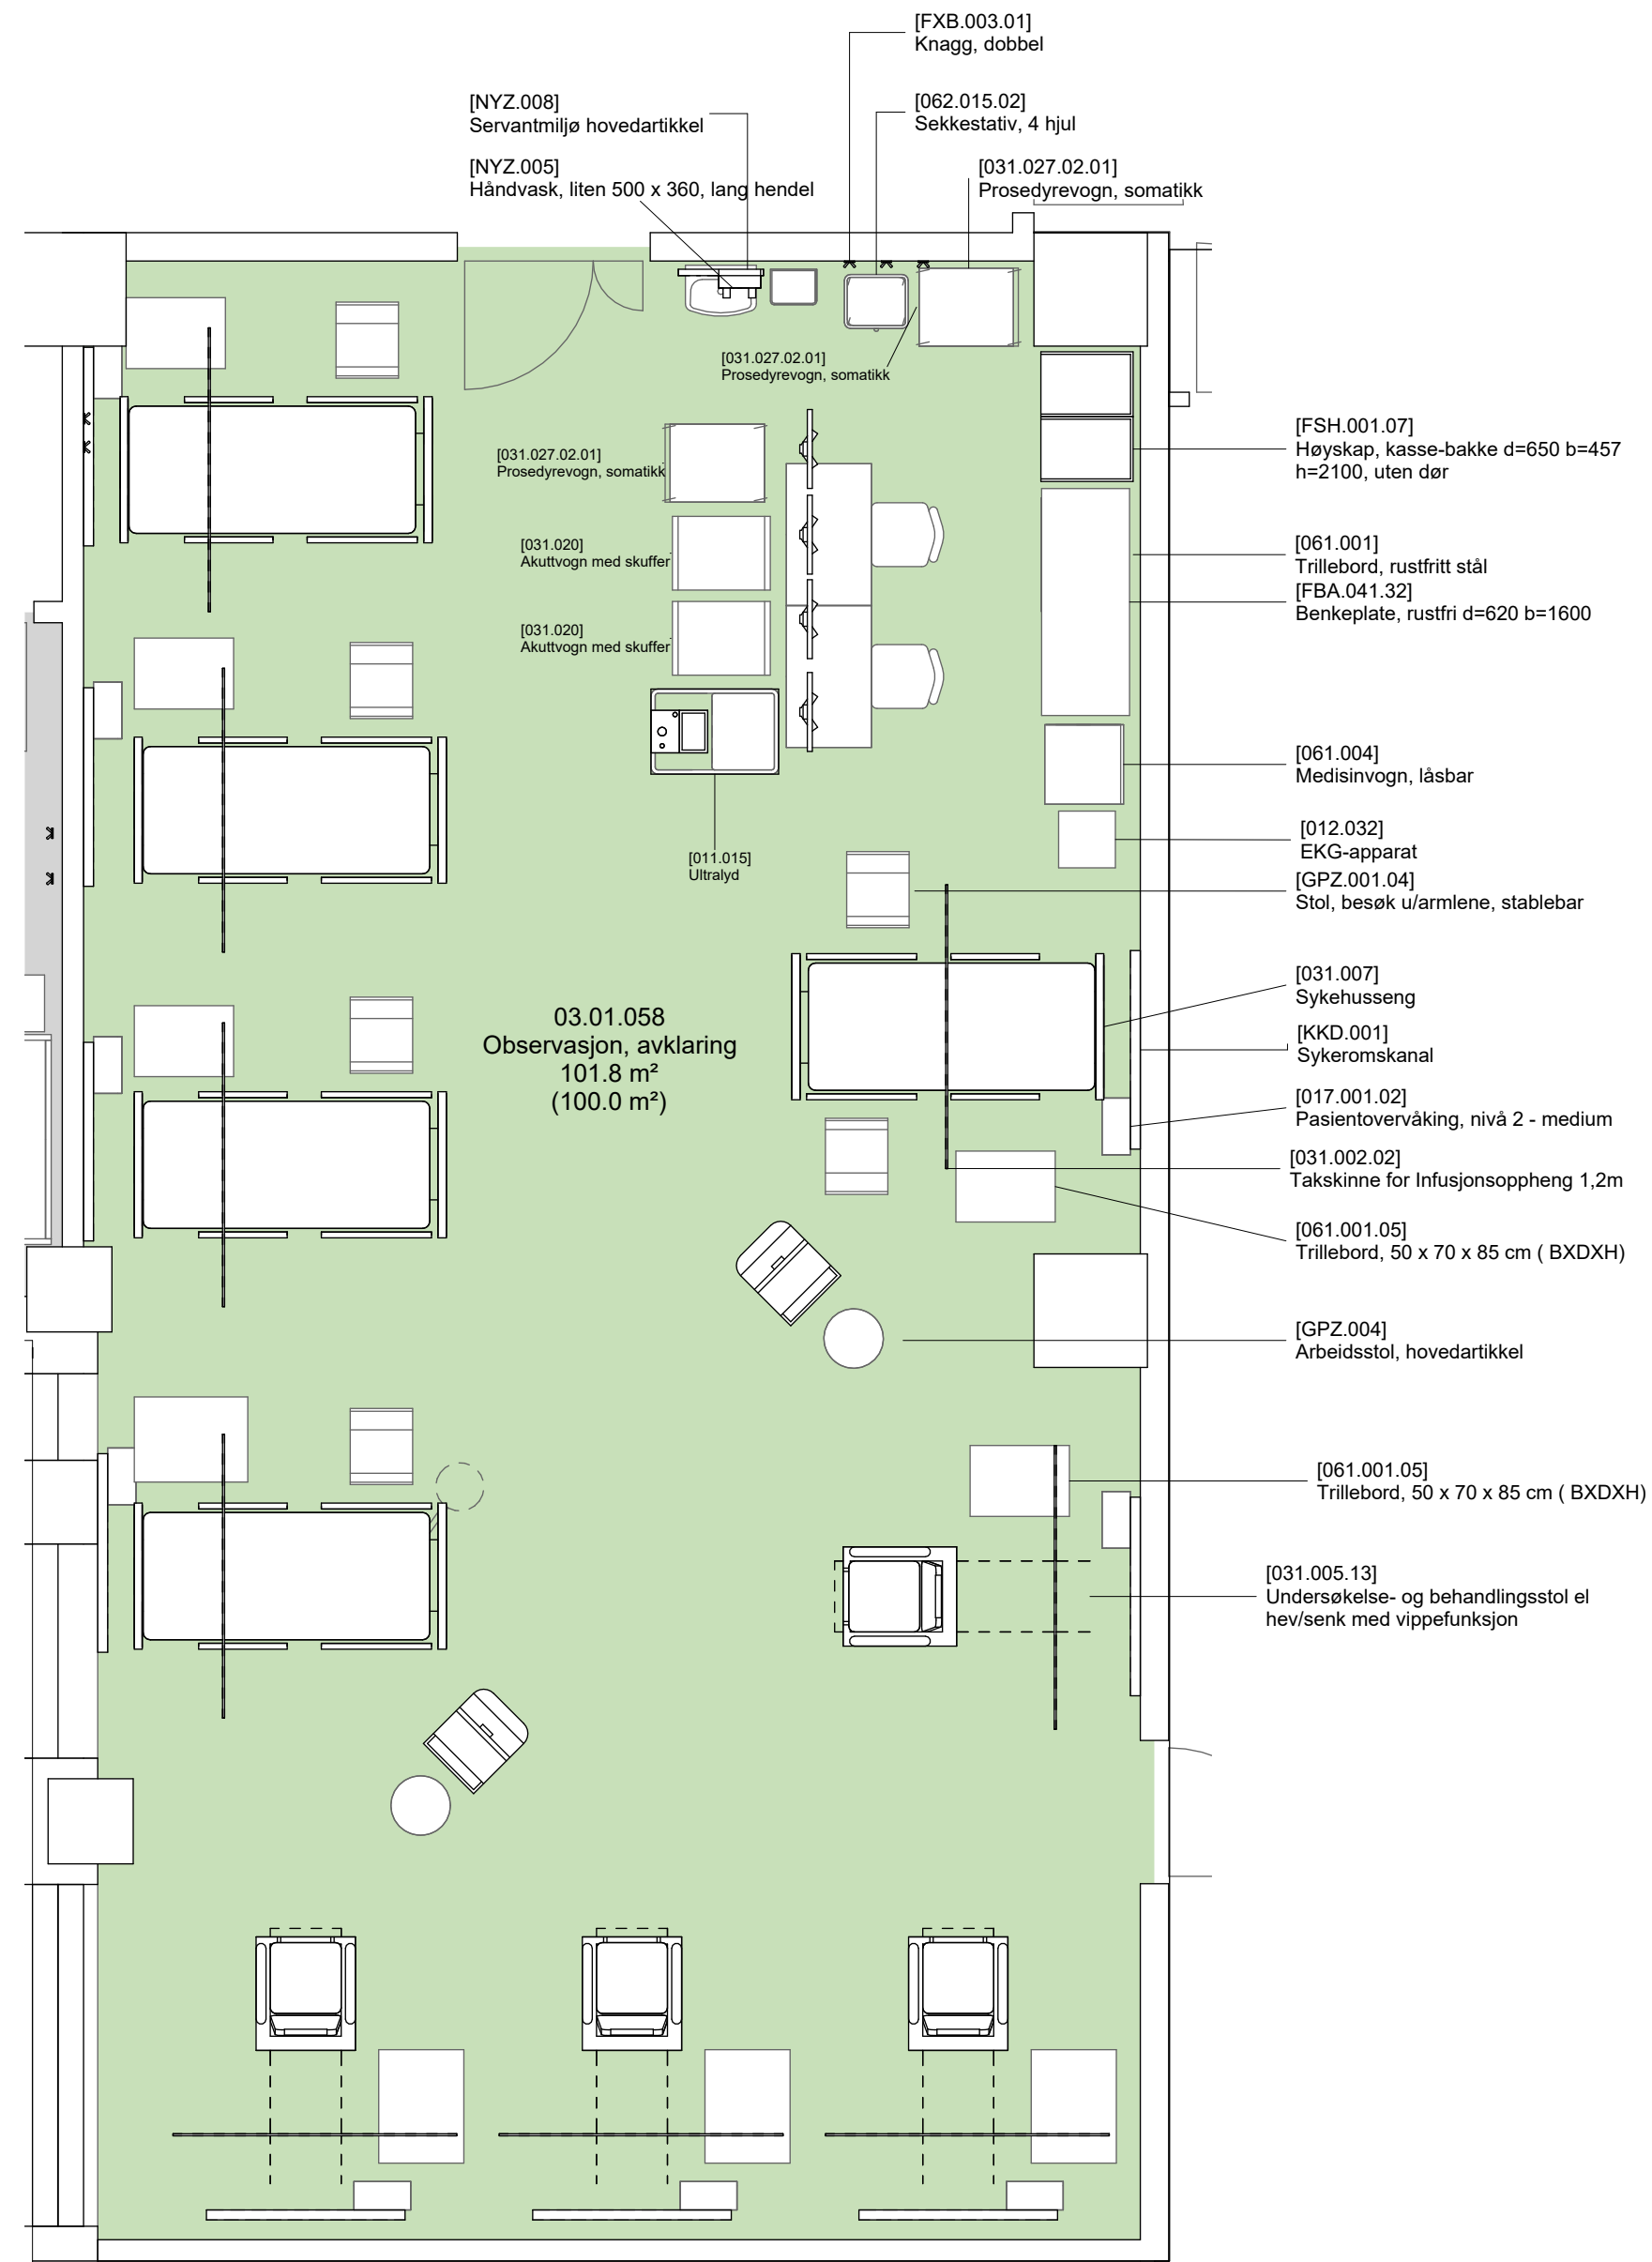 [FXB.003.01]
Knagg, dobbel
[NYZ.008]
Servantmiljø hovedartikkel
[062.015.02]
Sekkestativ, 4 hjul
[NYZ.005]
Håndvask, liten 500 x 360, lang hendel
[031.027.02.01]
Prosedyrevogn, somatikk
[031.027.02.01]
Prosedyrevogn, somatikk
[FSH.001.07]
Høyskap, kasse-bakke d=650 b=457
h=2100, uten dør
[031.027.02.01]
Prosedyrevogn, somatikk
[031.020]
Akuttvogn med skuffer
[061.001]
Trillebord, rustfritt stål
[FBA.041.32]
Benkeplate, rustfri d=620 b=1600
[031.020]
Akuttvogn med skuffer
[061.004]
Medisinvogn, låsbar
[012.032]
EKG-apparat
[011.015]
Ultralyd
[GPZ.001.04]
Stol, besøk u/armlene, stablebar
[031.007]
Sykehusseng
03.01.058
Observasjon, avklaring
101.8 m²
(100.0 m²)
[KKD.001]
Sykeromskanal
[017.001.02]
Pasientovervåking, nivå 2 - medium
[031.002.02]
Takskinne for Infusjonsoppheng 1,2m
[061.001.05]
Trillebord, 50 x 70 x 85 cm ( BXDXH)
[GPZ.004]
Arbeidsstol, hovedartikkel
[061.001.05]
Trillebord, 50 x 70 x 85 cm ( BXDXH)
[031.005.13]
Undersøkelse- og behandlingsstol el
hev/senk med vippefunksjon